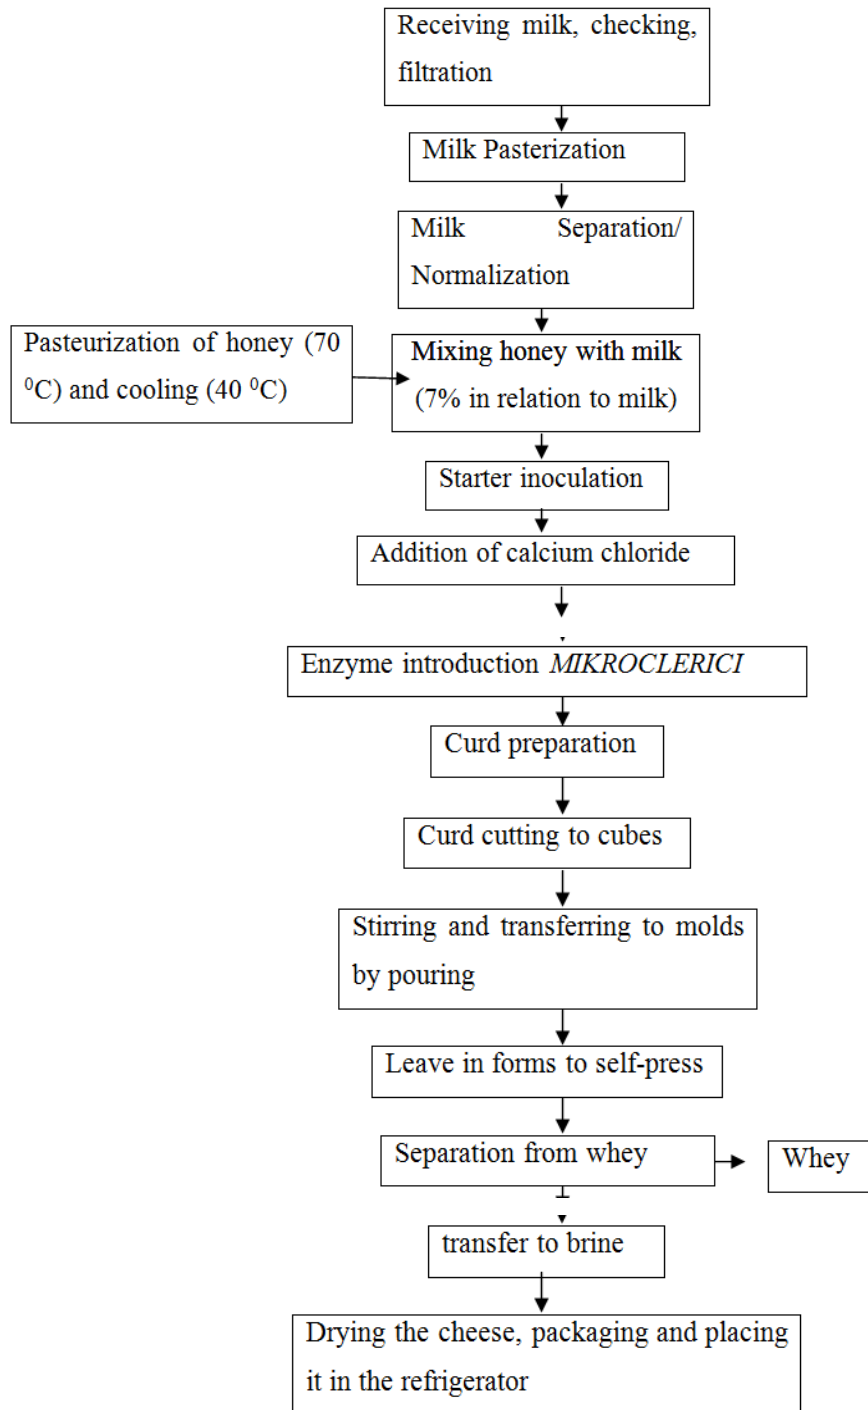 Receiving milk, checking,
filtration
Milk Pasterization
Milk Separation/
Normalization
Pasteurization of honey (70
⁰C) and cooling (40 ⁰C)
Mixing honey with milk
(7% in relation to milk)
Starter inoculation
Addition of calcium chloride
Enzyme introduction MIKROCLERICI
Curd preparation
Curd cutting to cubes
Stirring and transferring to molds
by pouring
Leave in forms to self-press
Separation from whey
Whey
transfer to brine
Drying the cheese, packaging and placing
it in the refrigerator